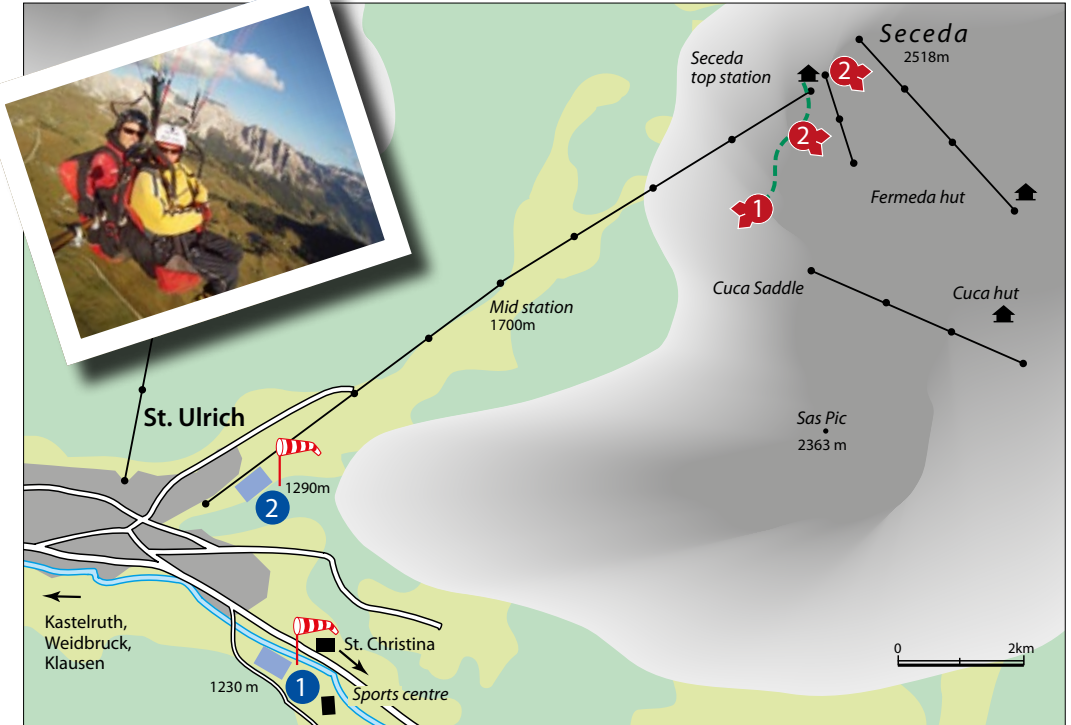 Seceda
2518m
Seceda
top station
2
2
1
Fermeda hut
Cuca Saddle
Cuca hut
Mid station
1700m
St. Ulrich
Sas Pic
2363 m
1290m
2
Kastelruth,
Weidbruck,
Klausen
St. Christina
1230 m
1
Sports centre
0
2km